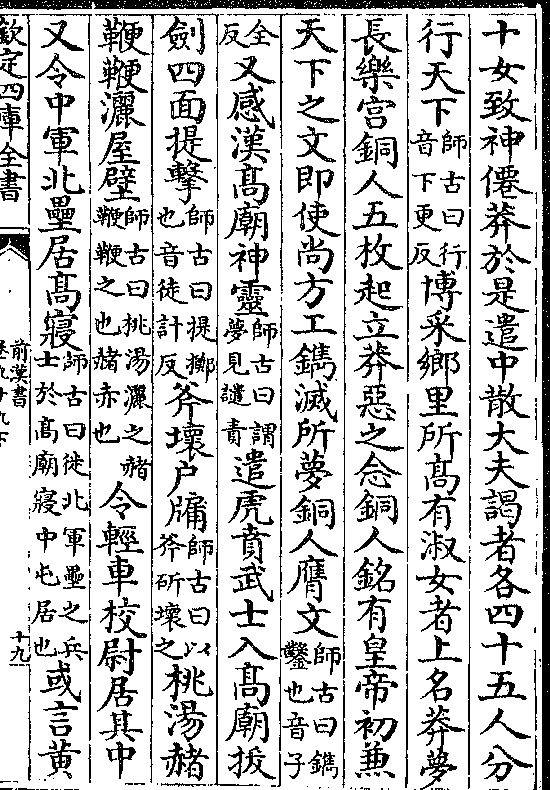 十女致神僊莽於是遣中散大夫謁者各四十五人分
行天下師古曰行音下更反博采鄉里所髙有淑女者上名莽夢
長樂宫銅人五枚起立莽惡之念銅人銘有皇帝初兼
天下之文即使尚方工鐫滅所夢銅人膺文師古曰鐫鑿也音子
全反又感漢髙廟神靈師古曰謂夢見譴責遣虎賁武士入髙廟拔
劒四面提擊師古曰提擲也音徒計反斧壞户牖師古曰以斧斫壞之桃湯赭
鞭鞭灑屋壁師古曰桃湯灑之赭鞭鞭之也赭赤也令輕車校尉居其中
又令中軍北壘居髙寢師古曰徙北軍壘之兵士於髙廟寢中屯居也或言黄
欽定四庫全書
前漢書
卷九十九下
十九